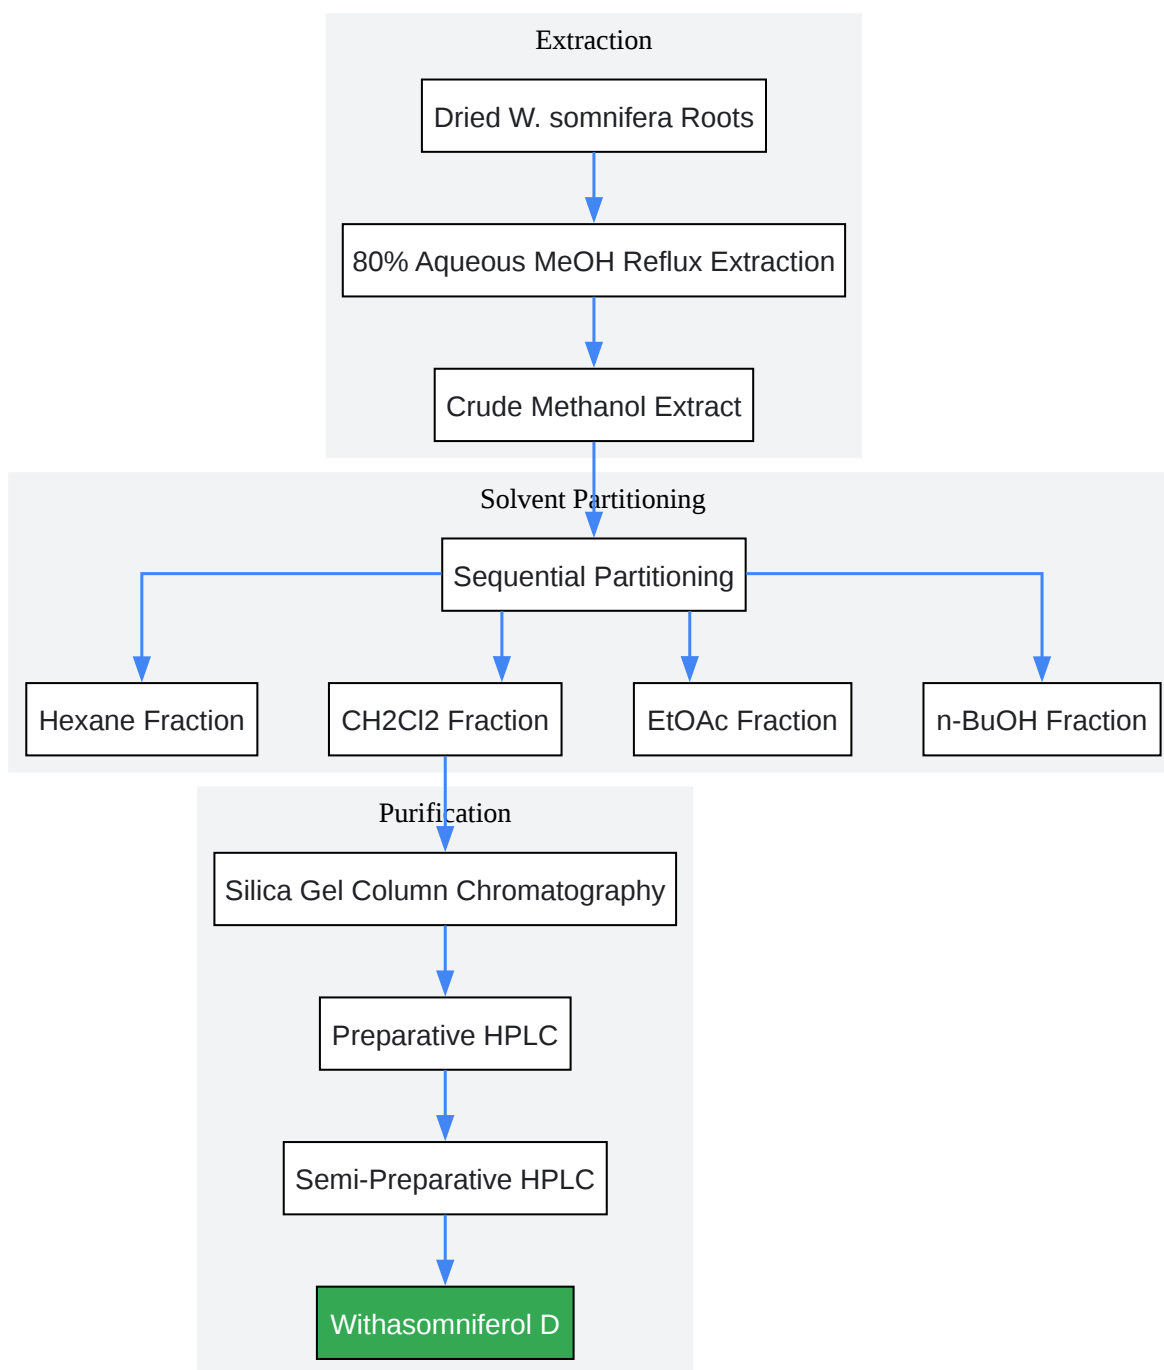 Extraction
Dried W. somnifera Roots
80% Aqueous MeOH Reflux Extraction
Crude Methanol Extract
Solvent Partitioning
Sequential Partitioning
Hexane Fraction
CH2Cl2 Fraction
EtOAc Fraction
n-BuOH Fraction
Purification
Silica Gel Column Chromatography
Preparative HPLC
Semi-Preparative HPLC
Withasomniferol D